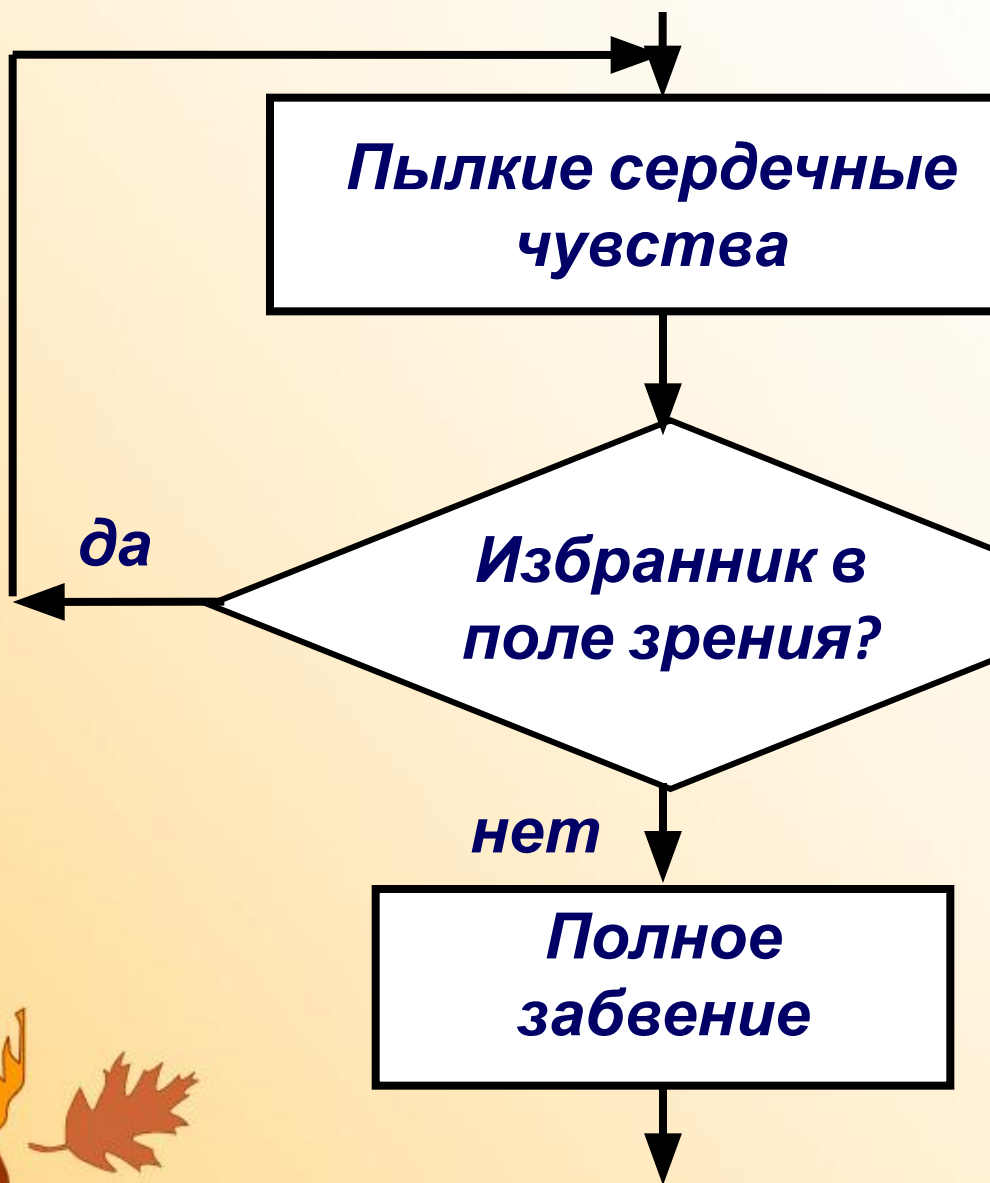 Пылкие сердечные
чувства
да
Избранник в
поле зрения?
нет
Полное
забвение